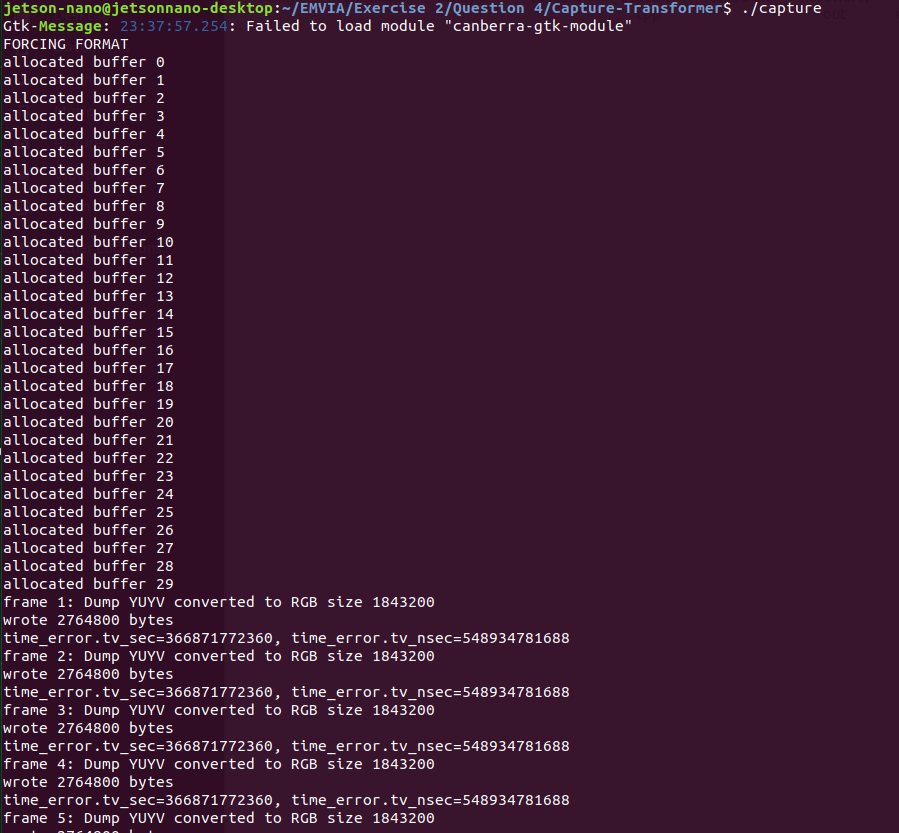 jetson-nano@jetsonnano-desktop:~/EMVIA/Exercise 2/Question 4/Capture-Transformer$ ./capture
Gtk-Message: 23:37:57.254: Failed to load module "canberra-gtk-module"
FORCING FORMAT
allocated buffer 0
allocated buffer 1
allocated buffer 2
allocated buffer 3
allocated buffer 4
allocated buffer 5
allocated buffer 6
allocated buffer 7
allocated buffer 8
allocated buffer 9
allocated buffer 10
allocated buffer 11
allocated buffer 12
allocated buffer 13
allocated buffer 14
allocated buffer 15
allocated buffer 16
allocated buffer 17
allocated buffer 18
allocated buffer 19
allocated buffer 20
allocated buffer 21
allocated buffer 22
allocated buffer 23
allocated buffer 24
allocated buffer 25
allocated buffer 26
allocated buffer 27
allocated buffer 28
allocated buffer 29
frame 1: Dump YUYV converted to RGB size 1843200
wrote 2764800 bytes
time_error.tv_sec=366871772360, time_error.tv_nsec=548934781688
frame 2: Dump YUYV converted to RGB size 1843200
wrote 2764800 bytes
time_error.tv_sec=366871772360, time_error.tv_nsec=548934781688
frame 3: Dump YUYV converted to RGB size 1843200
wrote 2764800 bytes
time_error.tv_sec=366871772360, time_error.tv_nsec=548934781688
frame 4: Dump YUYV converted to RGB size 1843200
wrote 2764800 bytes
time_error.tv_sec=366871772360, time_error.tv_nsec=548934781688
frame 5: Dump YUYV converted to RGB size 1843200